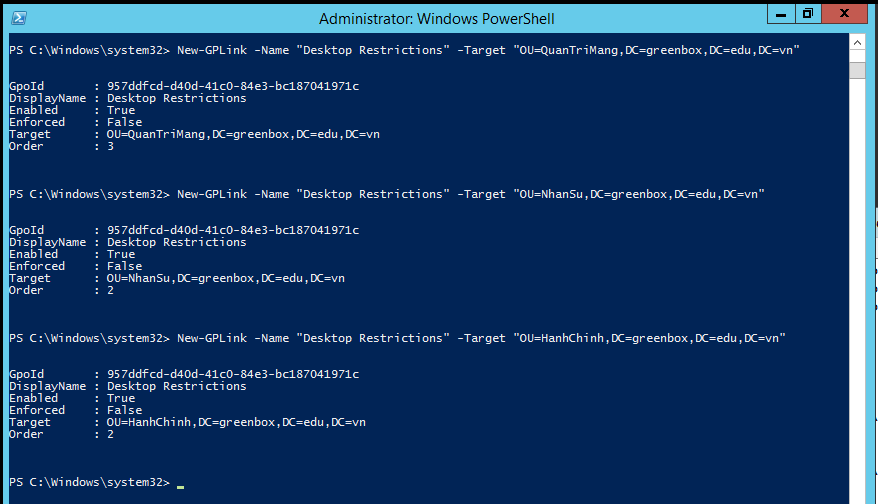 Administrator: Windows PowerShell
PS C:\Windows\system32> New-GPLink -Name "Desktop Restrictions" -Target "OU=QuanTriMang,DC=greenbox,DC=edu,DC=vn"
GpoId       : 957ddfcd-d40d-41c0-84e3-bc187041971c
DisplayName : Desktop Restrictions
Enabled     : True
Enforced    : False
Target      : OU=QuanTriMang,DC=greenbox,DC=edu,DC=vn
Order       : 3
PS C:\Windows\system32> New-GPLink -Name "Desktop Restrictions" -Target "OU=NhanSu,DC=greenbox,DC=edu,DC=vn"
GpoId       : 957ddfcd-d40d-41c0-84e3-bc187041971c
DisplayName : Desktop Restrictions
Enabled     : True
Enforced    : False
Target      : OU=NhanSu,DC=greenbox,DC=edu,DC=vn
Order       : 2
PS C:\Windows\system32> New-GPLink -Name "Desktop Restrictions" -Target "OU=HanhChinh,DC=greenbox,DC=edu,DC=vn"
GpoId       : 957ddfcd-d40d-41c0-84e3-bc187041971c
DisplayName : Desktop Restrictions
Enabled     : True
Enforced    : False
Target      : OU=HanhChinh,DC=greenbox,DC=edu,DC=vn
Order       : 2
PS C:\Windows\system32>